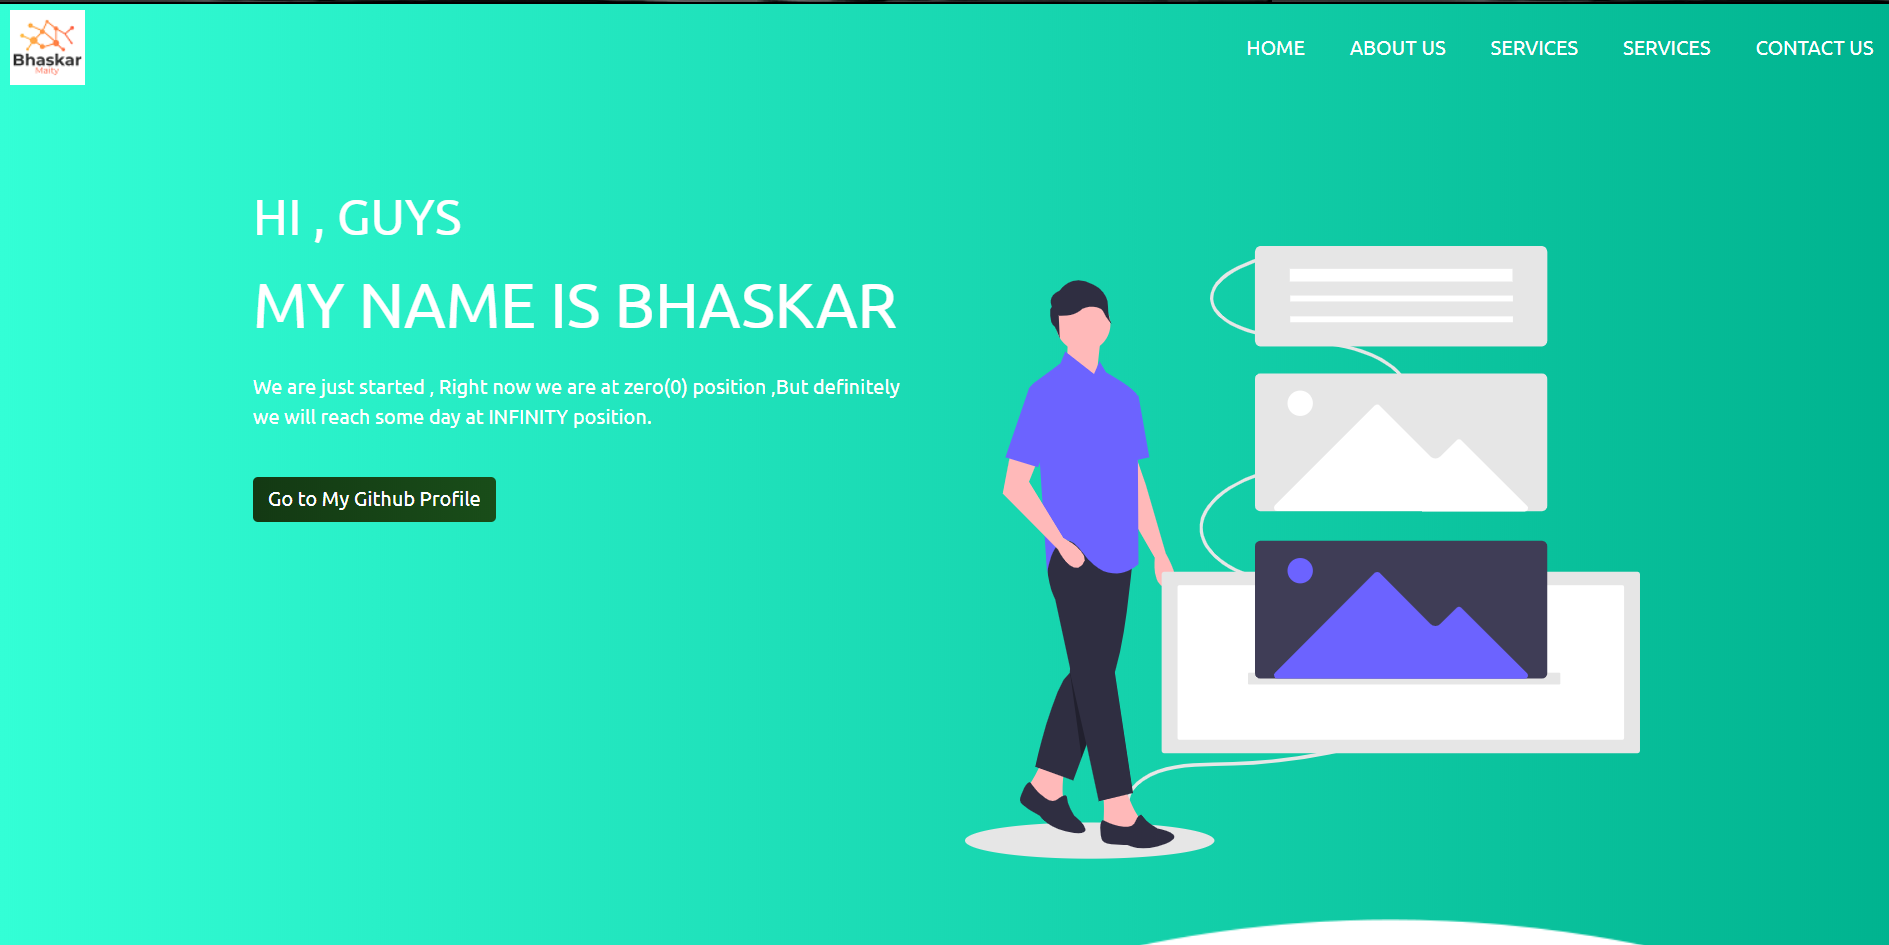 Bhaskar
Maity
HOME ABOUT US SERVICES SERVICES CONTACT US
HI , GUYS
MY NAME IS BHASKAR
We are just started , Right now we are at zero(0) position ,But definitely
we will reach some day at INFINITY position.
Go to My Github Profile